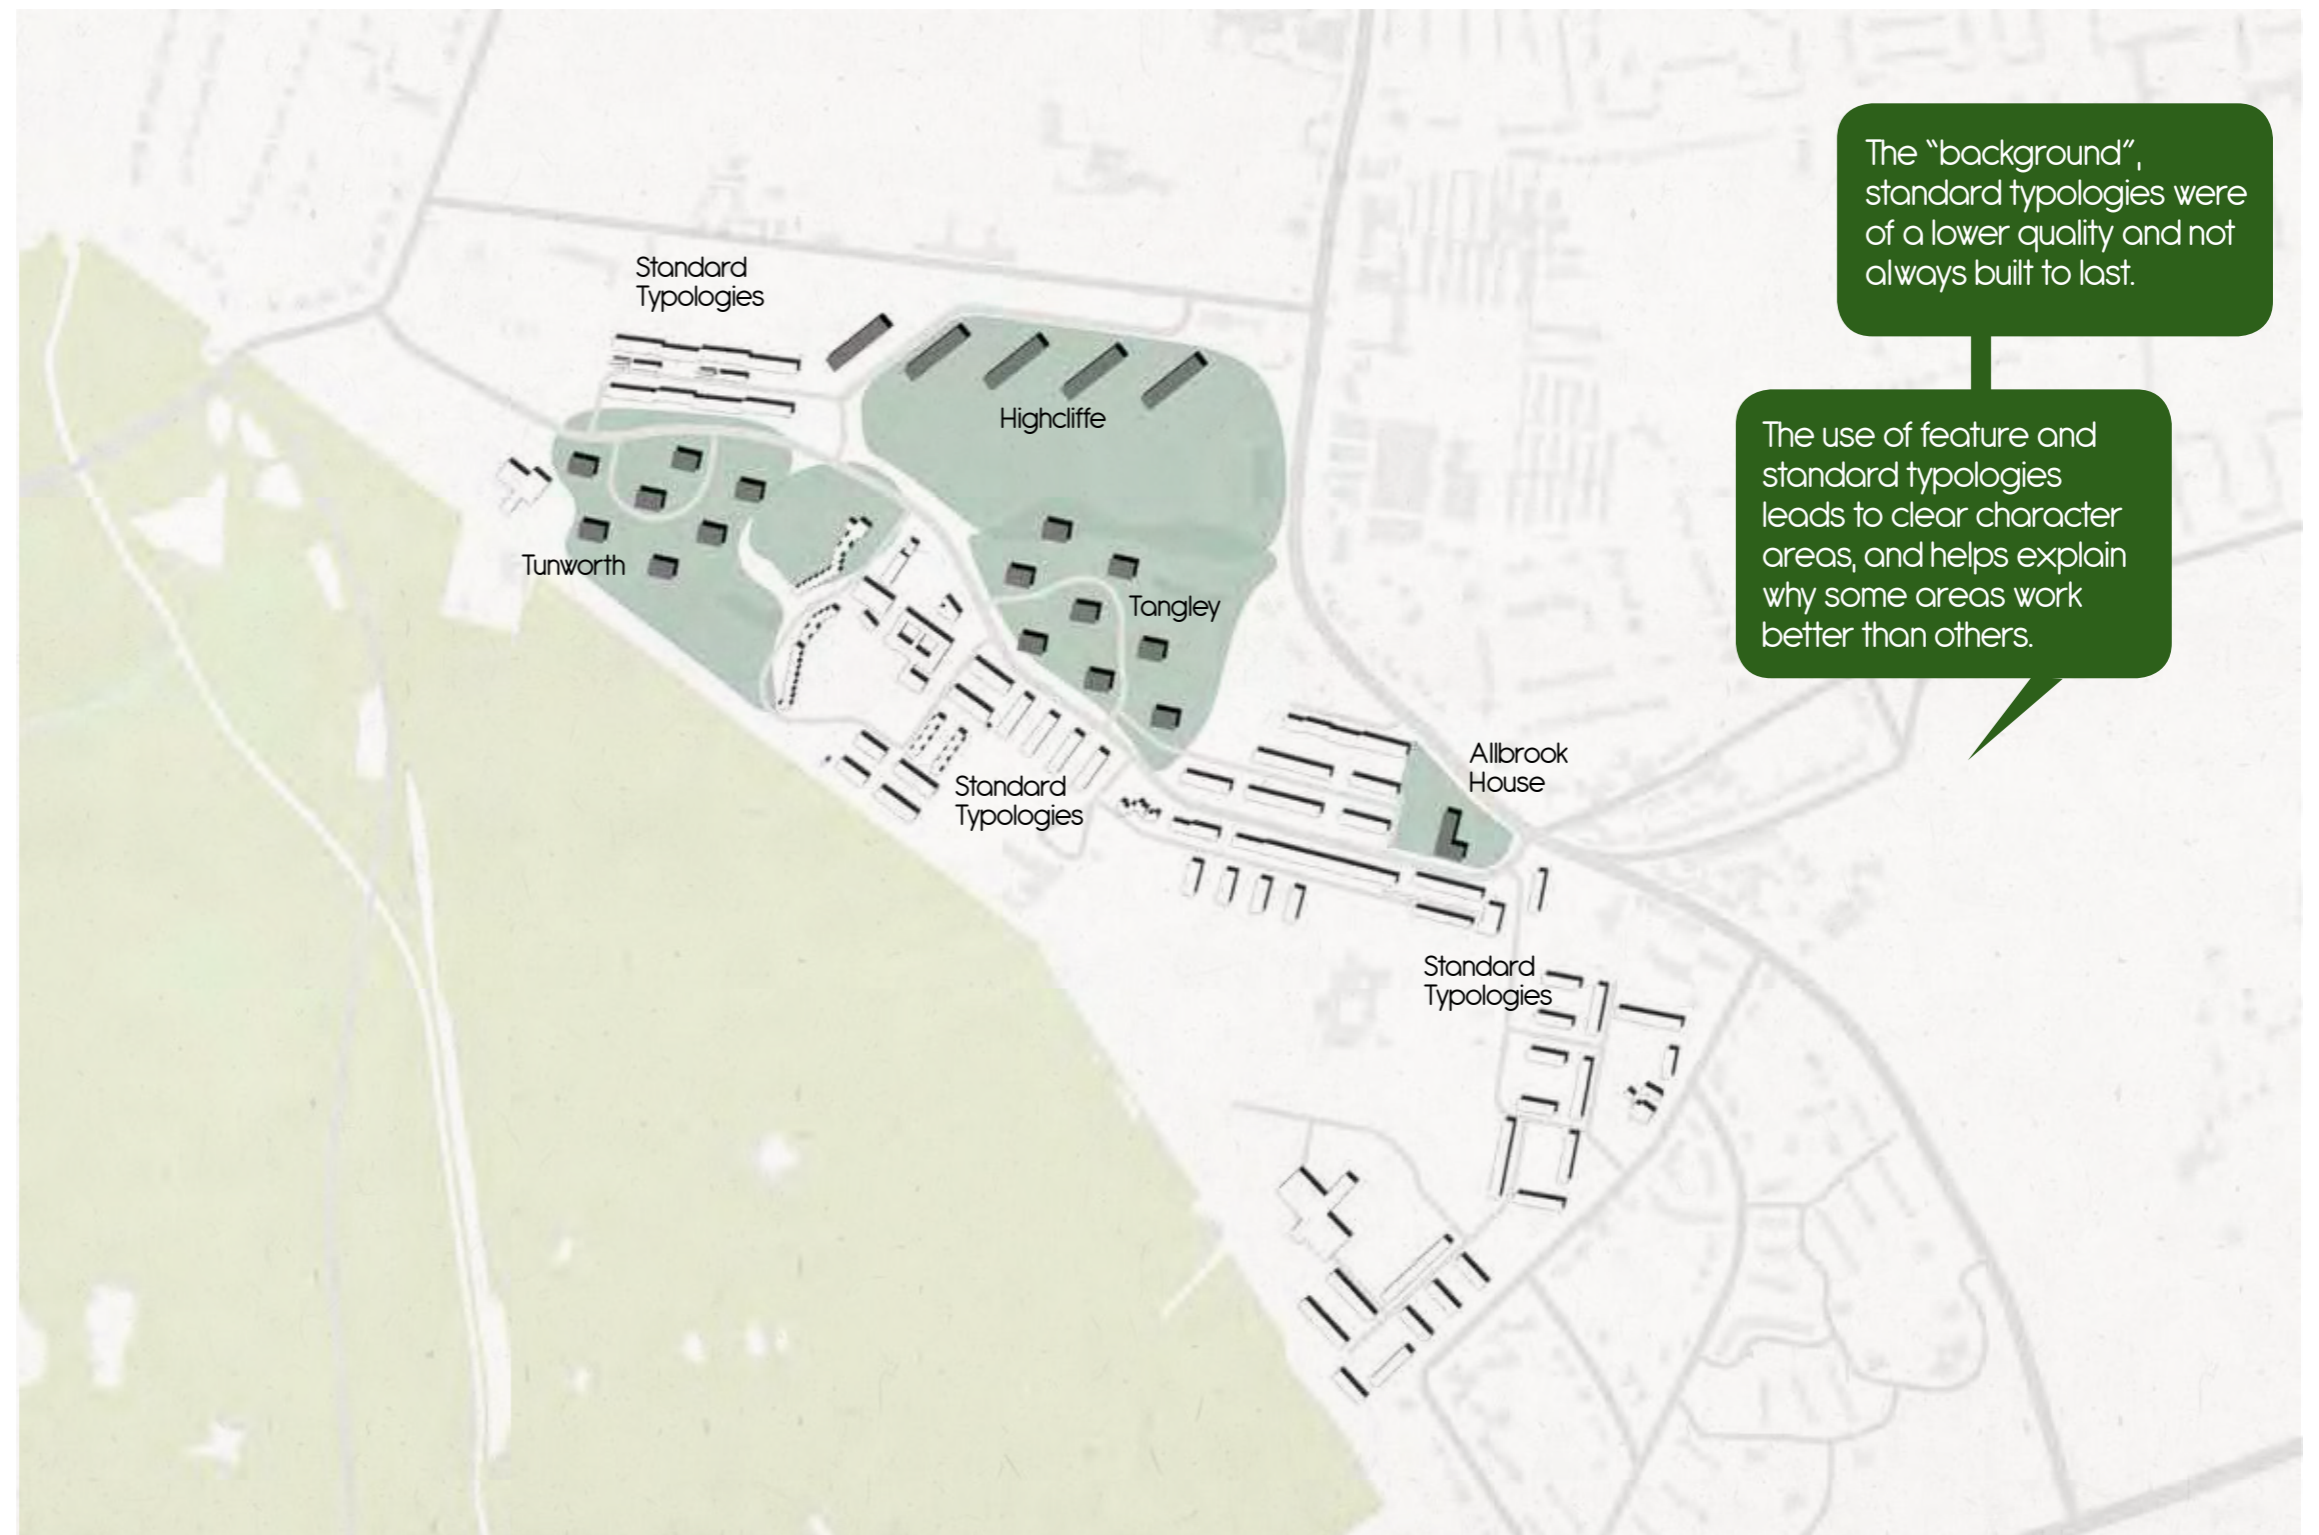 The “background”,
standard typologies were
of a lower quality and not
always built to last.
The use of feature and
standard typologies
leads to clear character
areas, and helps explain
why some areas work
better than others.
Standard
Typologies
Highcliffe
Tunworth
Tangley
Allbrook
House
Standard
Typologies
Standard
Typologies